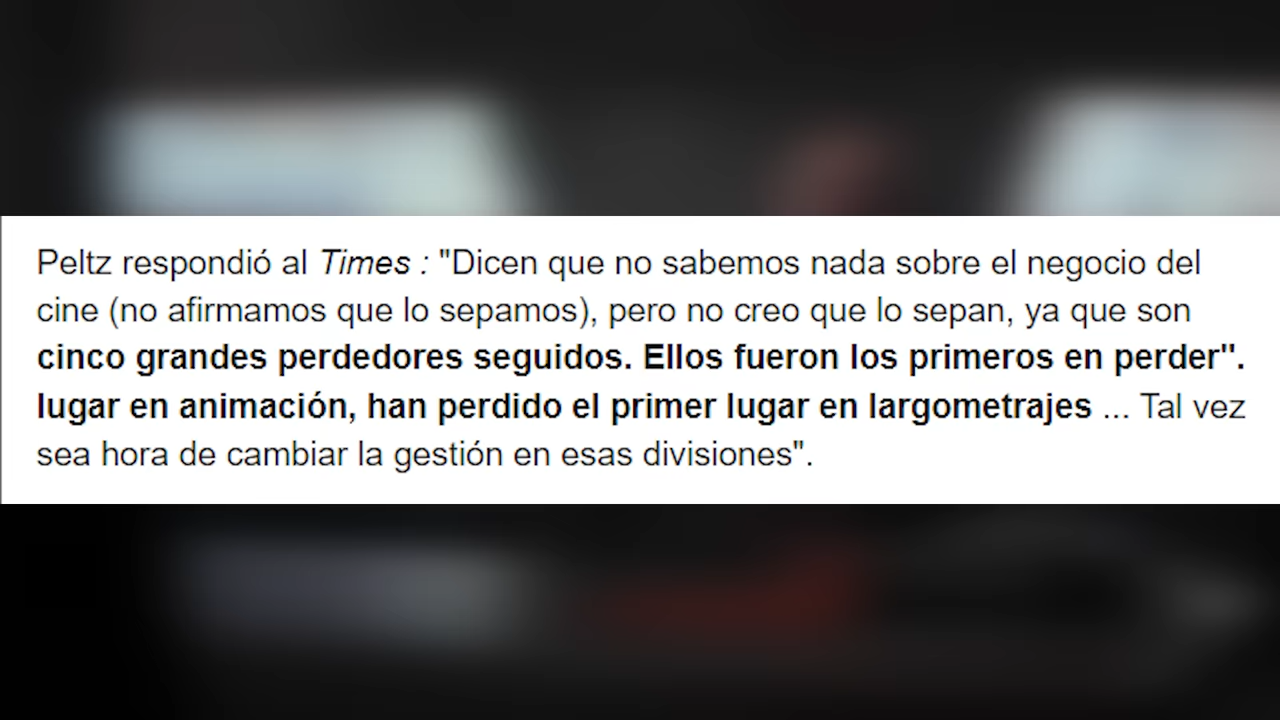 Peltz respondió al Times : "Dicen que no sabemos nada sobre el negocio del
cine (no afirmamos que lo sepamos), pero no creo que lo sepan, ya que son
cinco grandes perdedores seguidos. Ellos fueron los primeros en perder".
lugar en animación, han perdido el primer lugar en largometrajes ... Tal vez
sea hora de cambiar la gestión en esas divisiones".